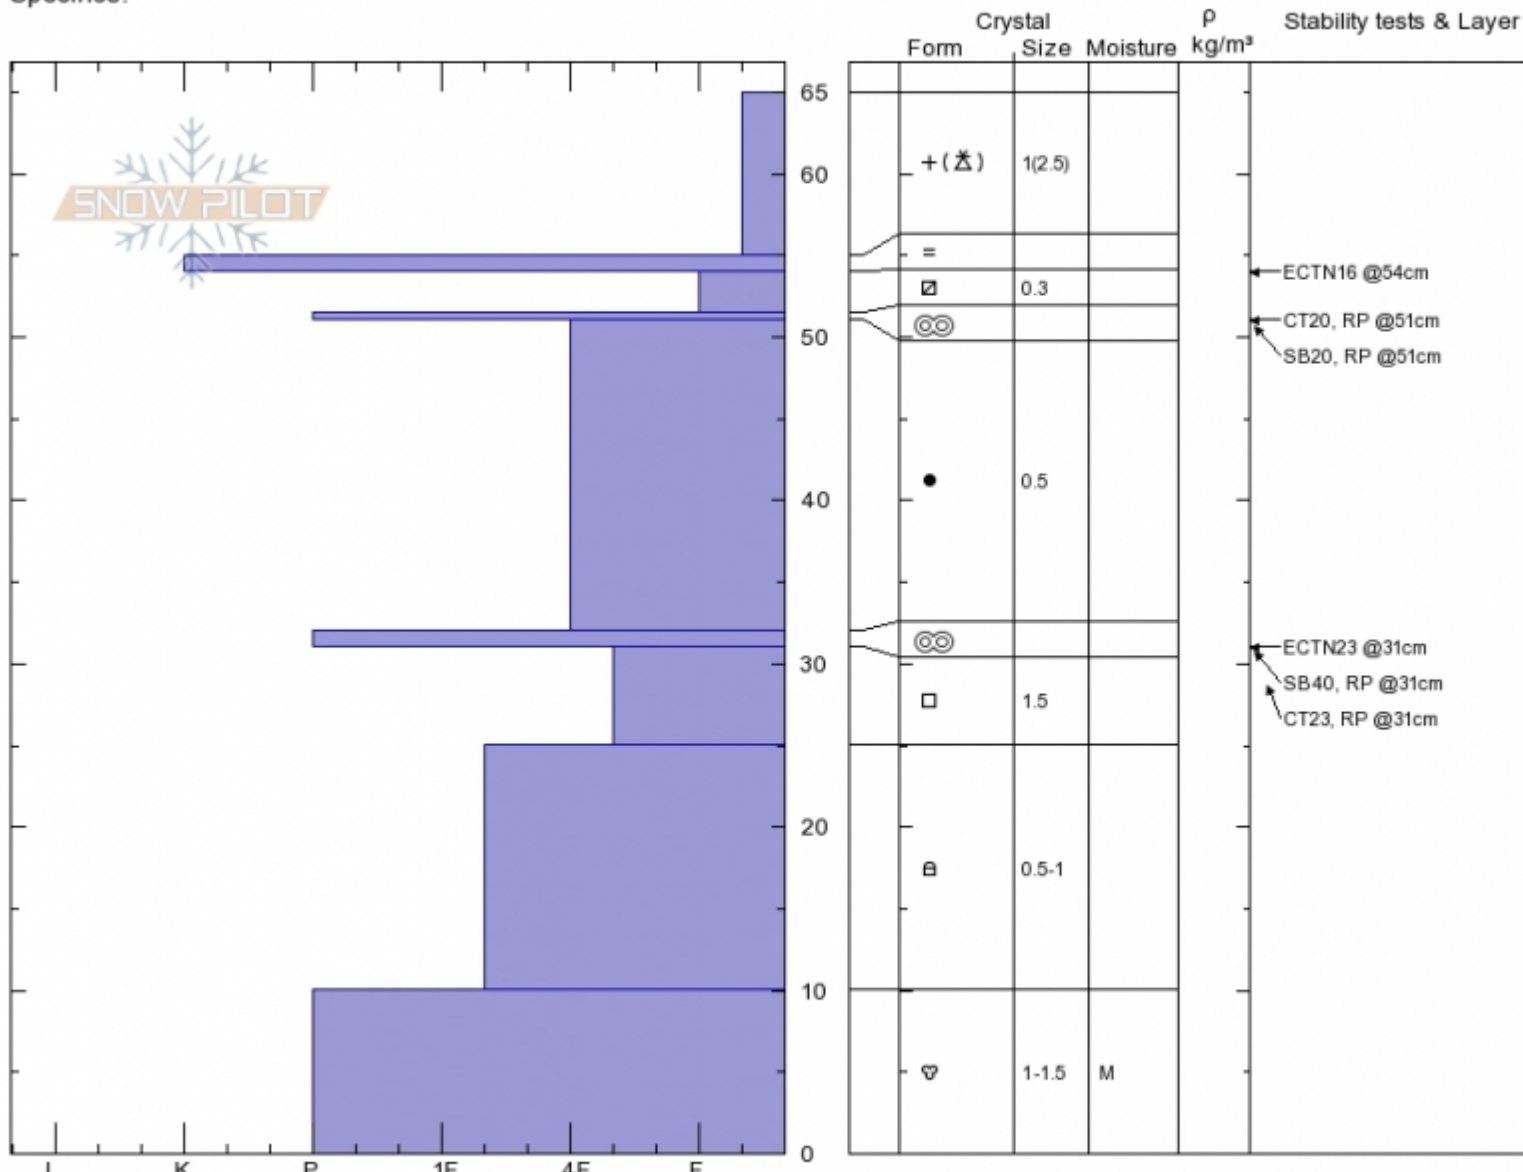 Crystal ρ Stability tests & Layer
Form Size Moisture kg/m³
SNOW PILOT
65
60
50
40
30
20
10
0
+ ( ) 1(2.5)
=
0.3
0.5
1.5
0.5-1
1-1.5 M
ECTN16 @54cm
CT20, RP @51cm
SB20, RP @51cm
ECTN23 @31cm
SB40, RP @31cm
CT23, RP @31cm
K P 1F 4F F